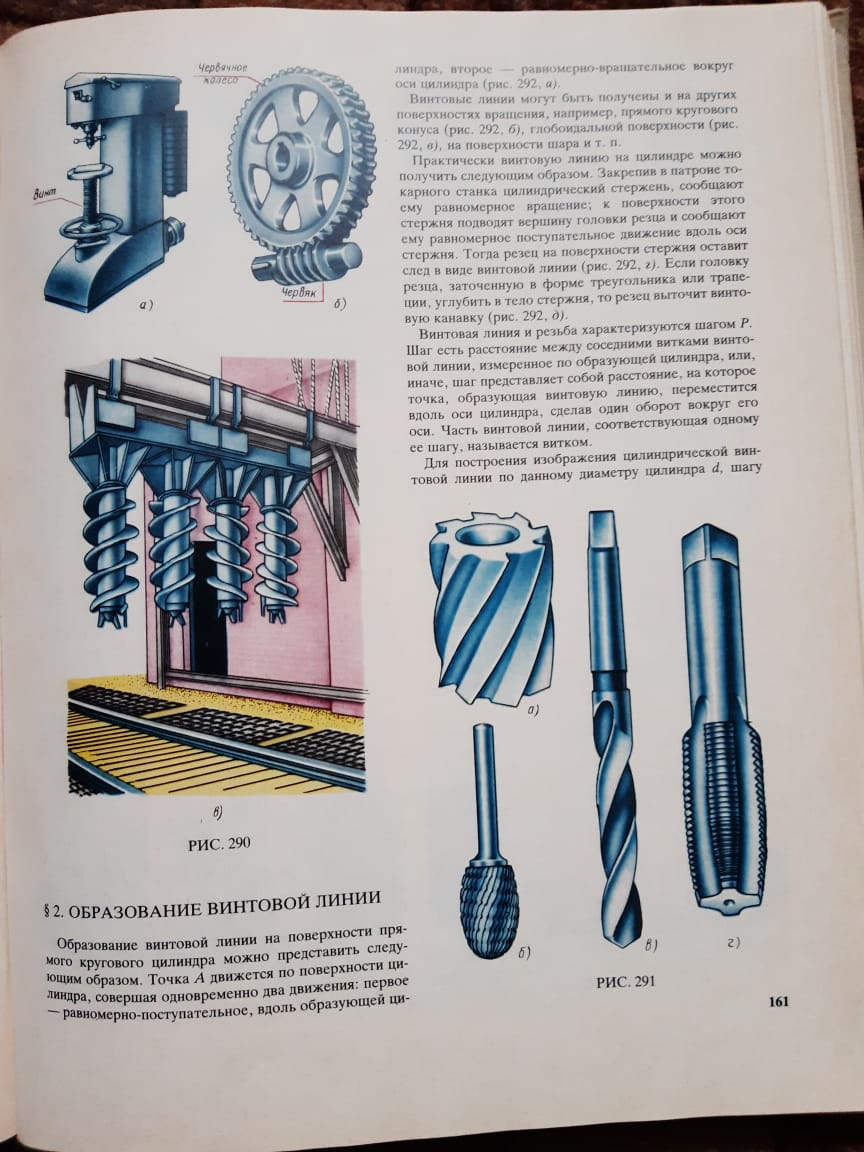 Червячное
колесо
Винт
Червяк
а)
б)
в)
РИС. 290
§ 2. ОБРАЗОВАНИЕ ВИНТОВОЙ ЛИНИИ
Образование винтовой линии на поверхности пря-
мого кругового цилиндра можно представить следу-
ющим образом. Точка А движется по поверхности ци-
линдра, совершая одновременно два движения: первое
— равномерно-поступательное, вдоль образующей ци-
линдра, второе — равномерно-вращательное вокруг
оси цилиндра (рис. 292, а).
Винтовые линии могут быть получены и на других
поверхностях вращения, например, прямого кругового
конуса (рис. 292, б), глобоидальной поверхности (рис.
292, в), на поверхности шара и т. п.
Практически винтовую линию на цилиндре можно
получить следующим образом. Закрепив в патроне то-
карного станка цилиндрический стержень, сообщают
ему равномерное вращение; к поверхности этого
стержня подводят вершину головки резца и сообщают
ему равномерное поступательное движение вдоль оси
стержня. Тогда резец на поверхности стержня оставит
след в виде винтовой линии (рис. 292, г). Если головку
резца, заточенную в форме треугольника или трапе-
ции, углубить в тело стержня, то резец выточит винто-
вую канавку (рис. 292, д).
Винтовая линия и резьба характеризуются шагом Р.
Шаг есть расстояние между соседними витками винто-
вой линии, измеренное по образующей цилиндра, или,
иначе, шаг представляет собой расстояние, на которое
точка, образующая винтовую линию, переместится
вдоль оси цилиндра, сделав один оборот вокруг его
оси. Часть винтовой линии, соответствующая одному
ее шагу, называется витком.
Для построения изображения цилиндрической вин-
товой линии по данному диаметру цилиндра d, шагу
а)
б)
в)
г)
РИС. 291
161